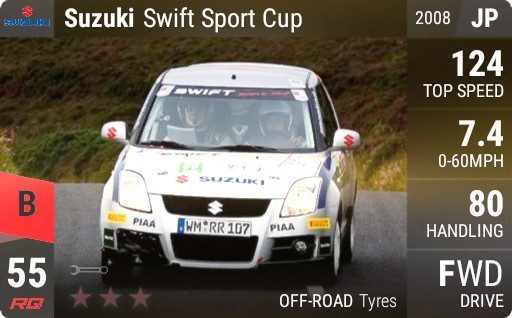 SUZUKI
Suzuki Swift Sport Cup
2008 JP
124
TOP SPEED
7.4
0-60MPH
80
HANDLING
FWD
DRIVE
B
55
RQ
OFF-ROAD Tyres
SWIFT
SUZUKI
PIAA
WM RR 107
PIAA